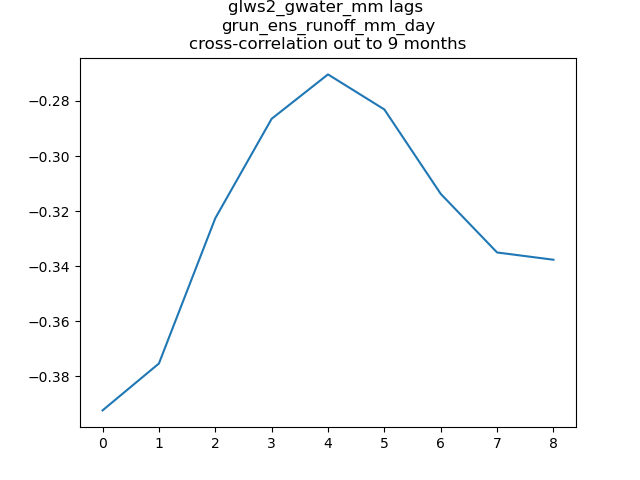 glws2_gwater_mm lags
grun_ens_runoff_mm_day
cross-correlation out to 9 months
−0.28
−0.30
−0.32
−0.34
−0.36
−0.38
0 1 2 3 4 5 6 7 8